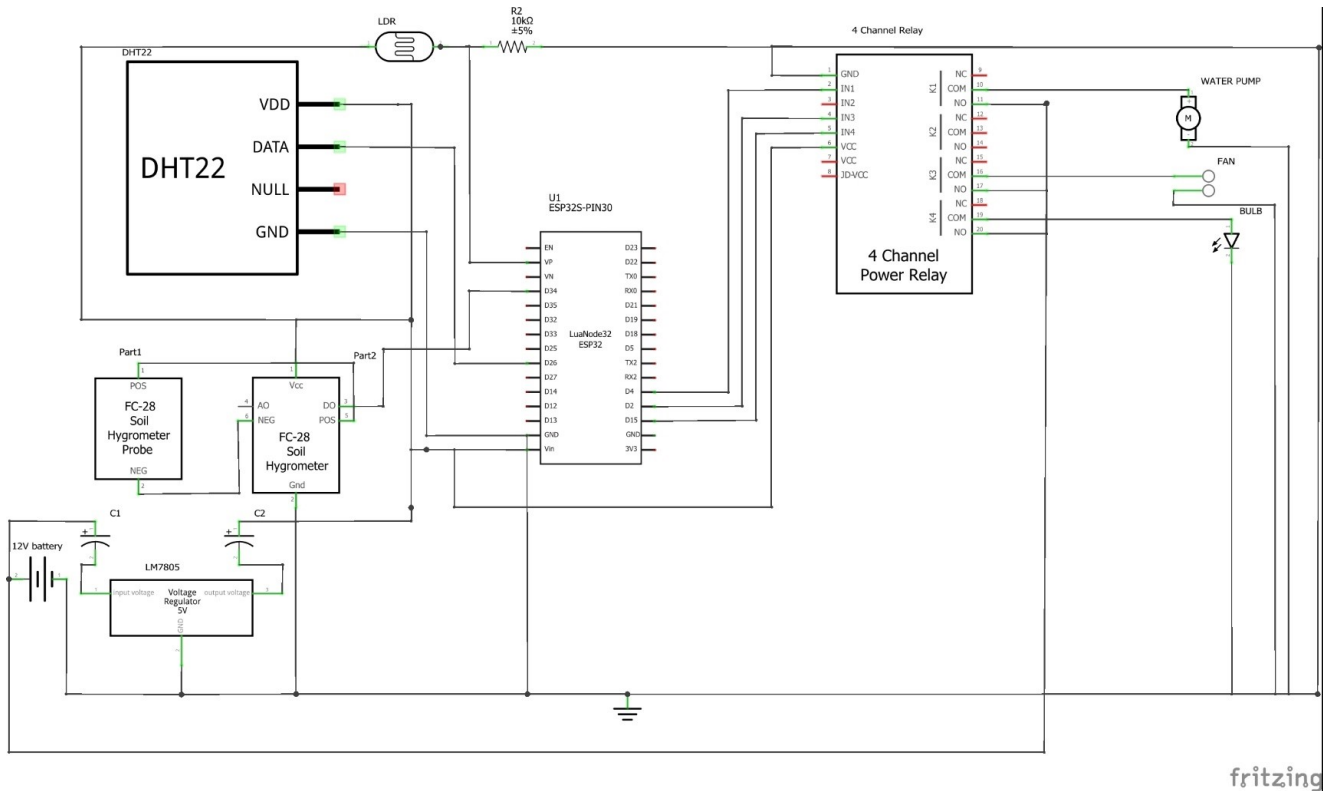 LDR
R2
10kΩ
±5%
4 Channel Relay
DHT22
DHT22
VDD
DATA
NULL
GND
1
GND
2
IN1
3
IN2
4
IN3
5
IN4
6
VCC
7
VCC
8
JD-VCC
K1
K2
K3
K4
NC
9
COM
10
NO
11
NC
12
COM
13
NO
14
NC
15
COM
16
NO
17
NC
18
COM
19
NO
20
4 Channel
Power Relay
WATER PUMP
M
FAN
BULB
U1
ESP32S-PIN30
EN
VP
VN
D34
D35
D32
D33
D25
D26
D27
D14
D12
D13
GND
Vin
D23
D22
TX0
RX0
D21
D19
D18
D5
TX2
RX2
D4
D2
D15
GND
3V3
LuaNode32
ESP32
Part1
1
POS
FC-28
Soil
Hygrometer
Probe
NEG
2
Part2
1
Vcc
4
AO
6
NEG
DO
3
POS
5
FC-28
Soil
Hygrometer
Gnd
2
C1
+
C2
+
12V battery
LM7805
input voltage
Voltage
Regulator
5V
output voltage
GND
fritzing